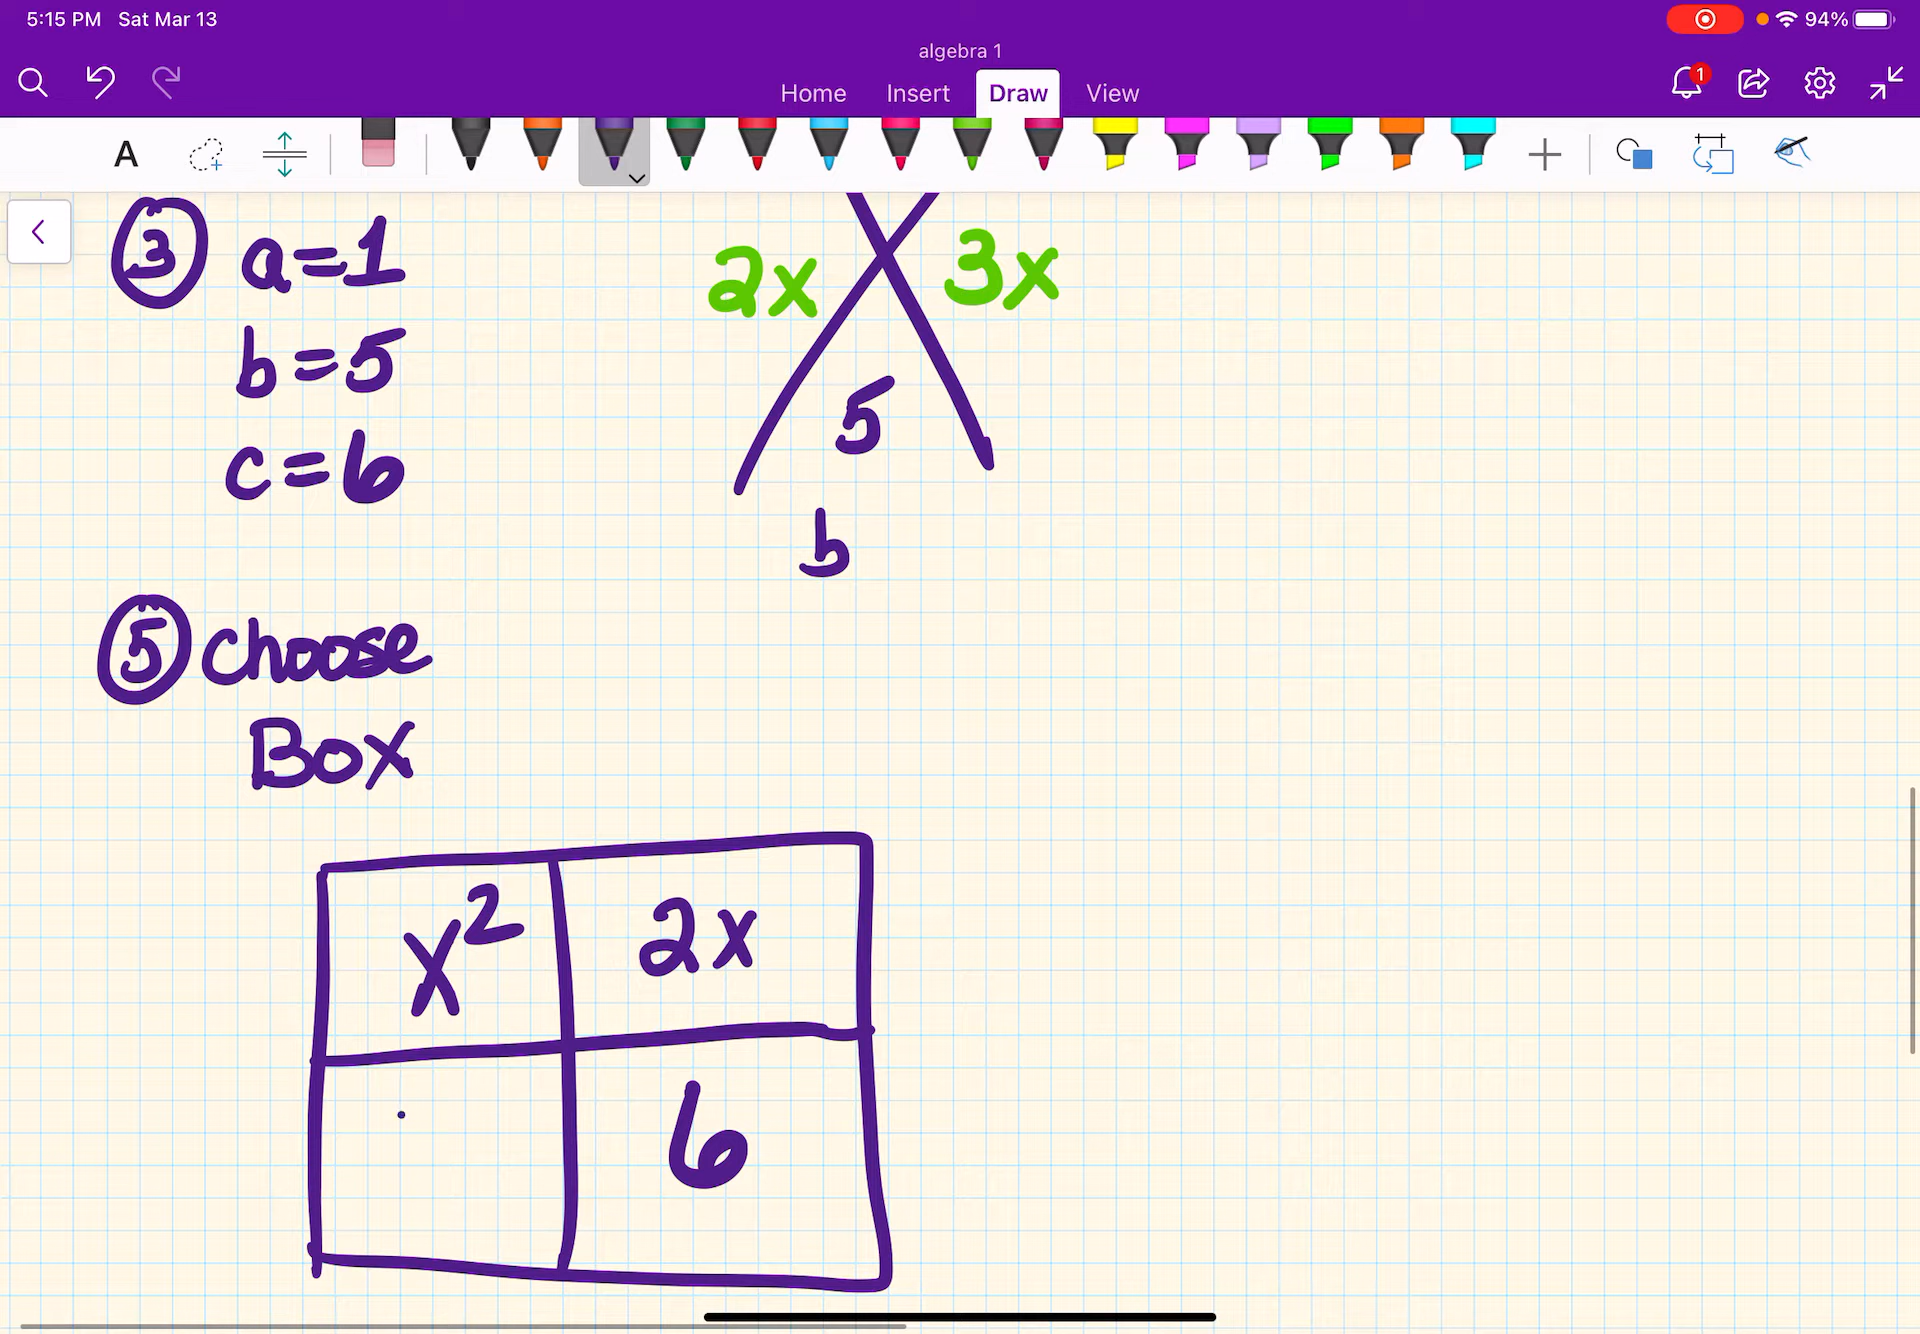 5:15 PM Sat Mar 13
94%
algebra 1
Home Insert Draw View
1
A
③ a=1
b=5
c=6
2x 3x
5
b
⑤ choose
Box
x² 2x
6